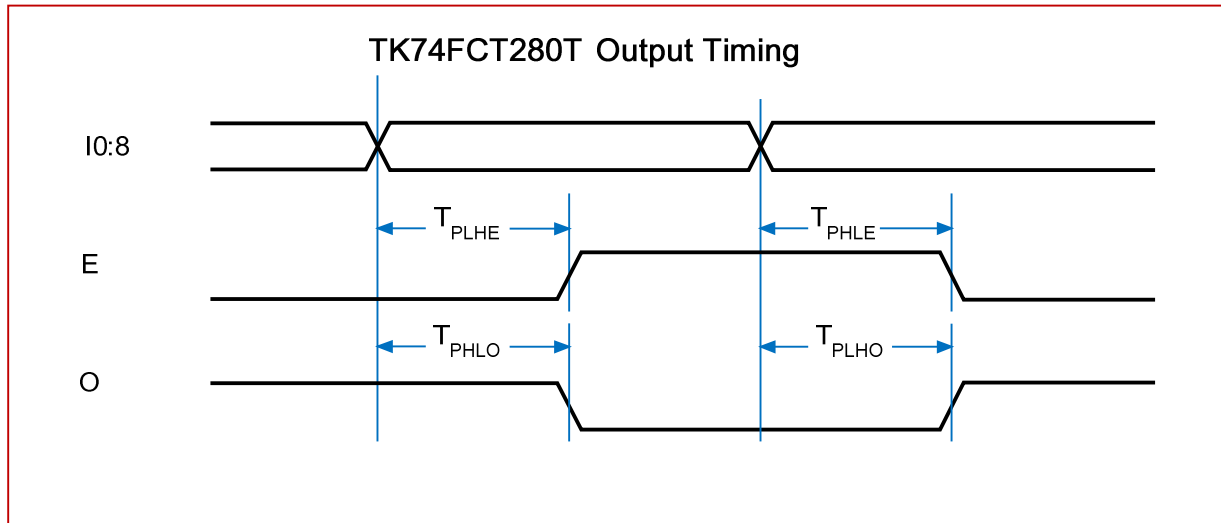 TK74FCT280T Output Timing
I0:8
TPLHE
TPHLE
E
TPHLO
TPLHO
O